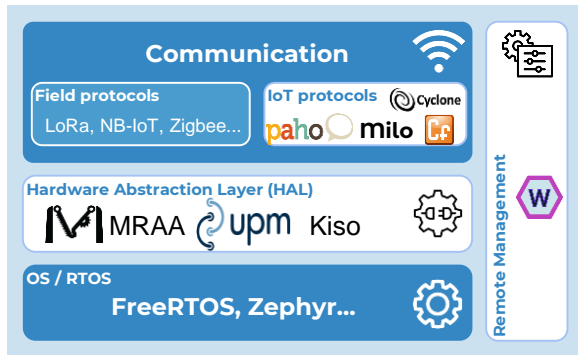 Communication
Field protocols
LoRa, NB-IoT, Zigbee...
IoT protocols
Cyclone
paho
milo
Cf
Hardware Abstraction Layer (HAL)
MRAA
upm
Kiso
OS / RTOS
FreeRTOS, Zephyr...
Remote Management
W